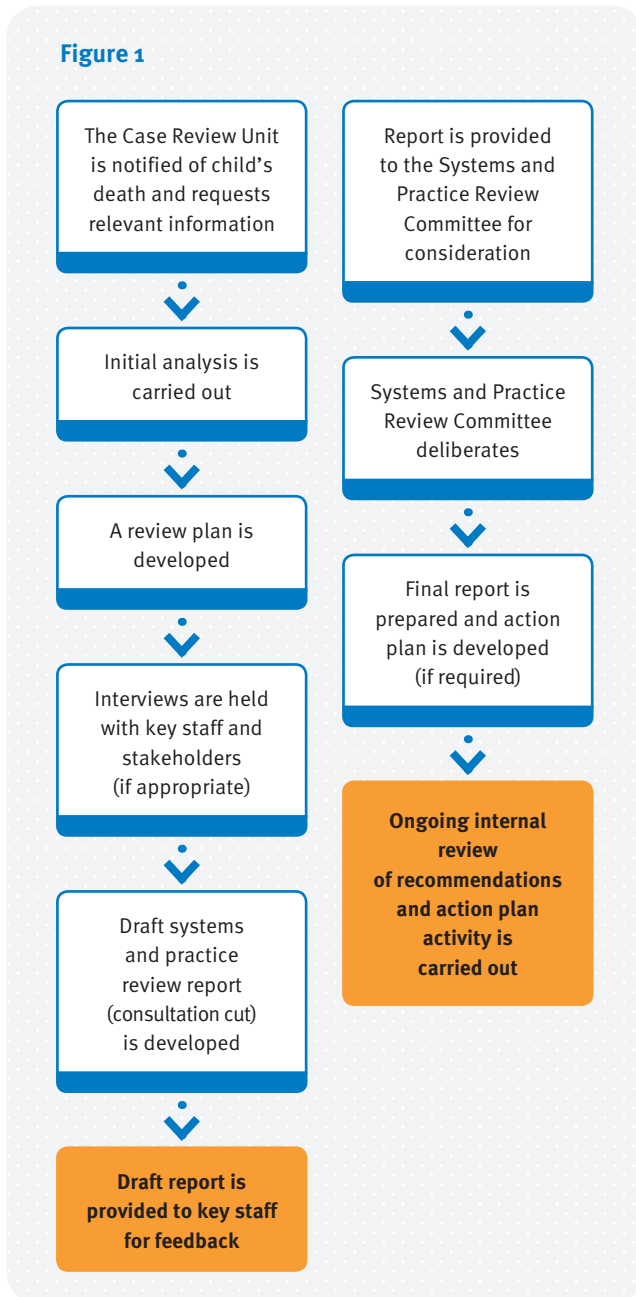 Figure 1
The Case Review Unit
is notified of child’s
death and requests
relevant information
Initial analysis is
carried out
A review plan is
developed
Interviews are held
with key staff and
stakeholders
(if appropriate)
Draft systems
and practice
review report
(consultation cut)
is developed
Draft report is
provided to key staff
for feedback
Report is provided
to the Systems and
Practice Review
Committee for
consideration
Systems and Practice
Review Committee
deliberates
Final report is
prepared and action
plan is developed
(if required)
Ongoing internal
review
of recommendations
and action plan
activity is
carried out